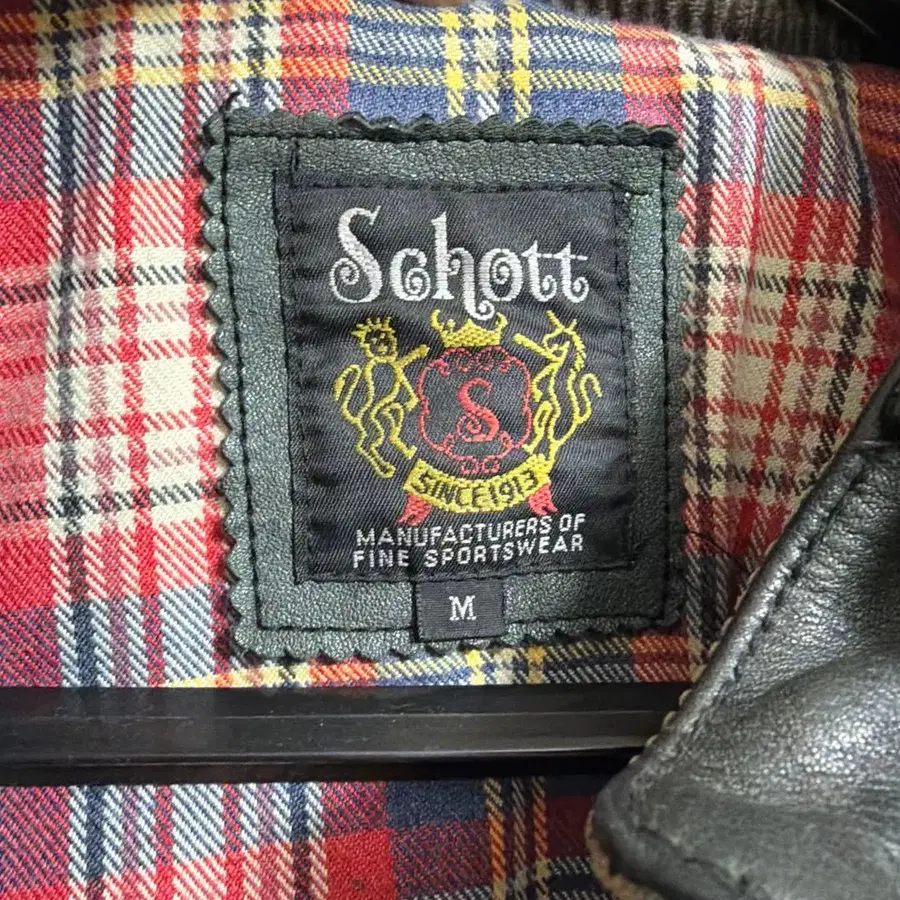 Schott
S
SINCE 1913
MANUFACTURERS OF
FINE SPORTSWEAR
M